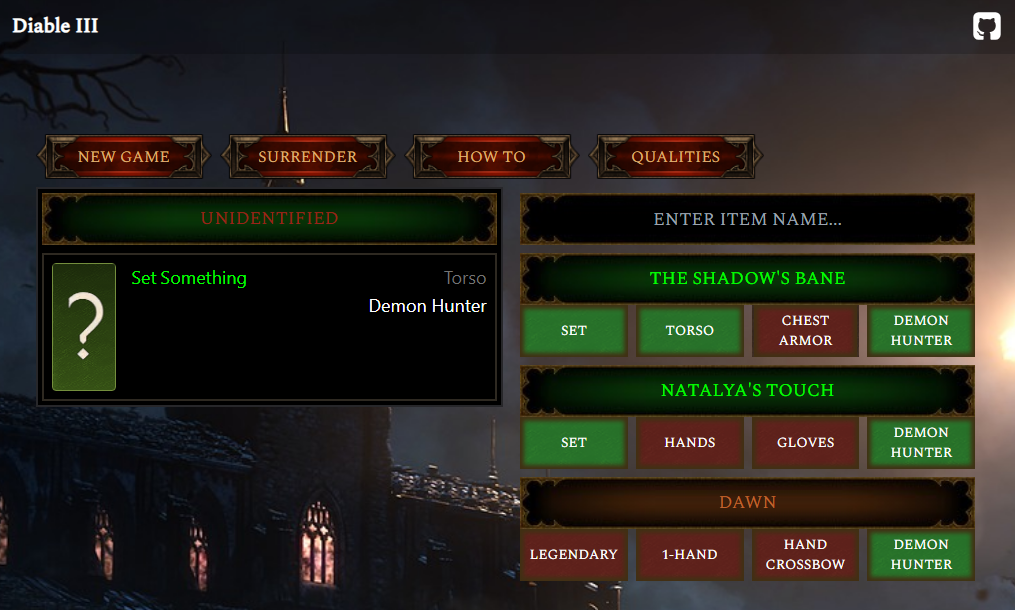 Diable III
NEW GAME
SURRENDER
HOW TO
QUALITIES
UNIDENTIFIED
?
Set Something
Torso
Demon Hunter
ENTER ITEM NAME...
THE SHADOW'S BANE
SET
TORSO
CHEST
ARMOR
DEMON
HUNTER
NATALYA'S TOUCH
SET
HANDS
GLOVES
DEMON
HUNTER
DAWN
LEGENDARY
1-HAND
HAND
CROSSBOW
DEMON
HUNTER